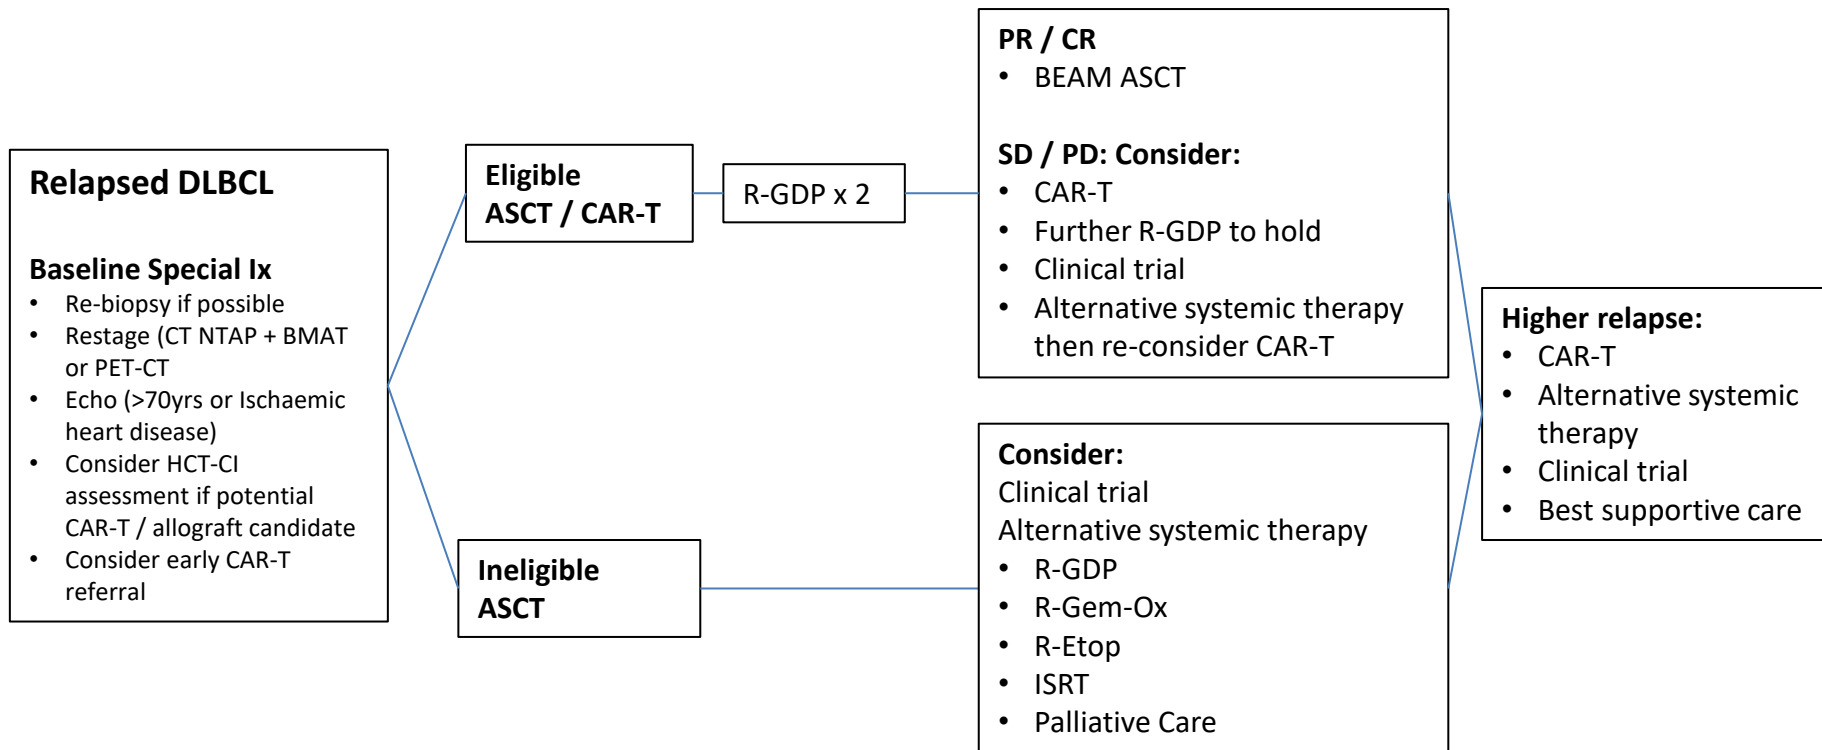 Relapsed DLBCL
Baseline Special Ix
• Re-biopsy if possible
• Restage (CT NTAP + BMAT
or PET-CT
• Echo (>70yrs or Ischaemic
heart disease)
• Consider HCT-CI
assessment if potential
CAR-T / allograft candidate
• Consider early CAR-T
referral
Eligible
ASCT / CAR-T
R-GDP x 2
PR / CR
• BEAM ASCT
SD / PD: Consider:
• CAR-T
• Further R-GDP to hold
• Clinical trial
• Alternative systemic therapy
then re-consider CAR-T
Ineligible
ASCT
Consider:
Clinical trial
Alternative systemic therapy
• R-GDP
• R-Gem-Ox
• R-Etop
• ISRT
• Palliative Care
Higher relapse:
• CAR-T
• Alternative systemic
therapy
• Clinical trial
• Best supportive care